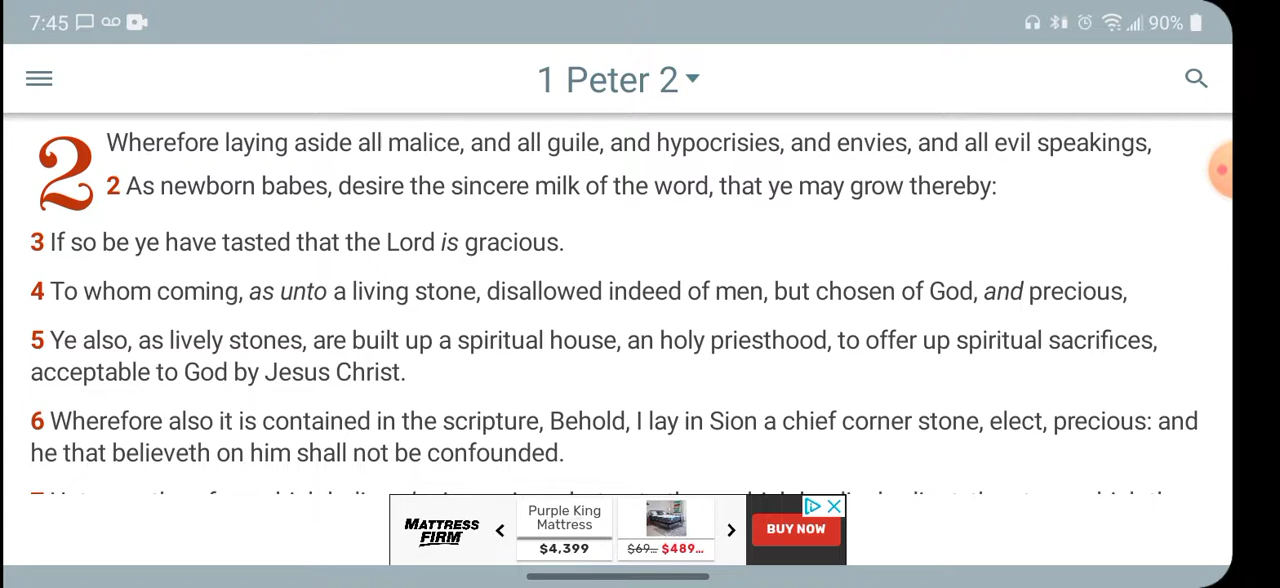 7:45 90%
1 Peter 2
2 Wherefore laying aside all malice, and all guile, and hypocrisies, and envies, and all evil speakings,
2 As newborn babes, desire the sincere milk of the word, that ye may grow thereby:
3 If so be ye have tasted that the Lord is gracious.
4 To whom coming, as unto a living stone, disallowed indeed of men, but chosen of God, and precious,
5 Ye also, as lively stones, are built up a spiritual house, an holy priesthood, to offer up spiritual sacrifices,
acceptable to God by Jesus Christ.
6 Wherefore also it is contained in the scripture, Behold, I lay in Sion a chief corner stone, elect, precious: and
he that believeth on him shall not be confounded.
MATTRESS
FIRM
Purple King
Mattress
$4,399
$69... $489...
BUY NOW